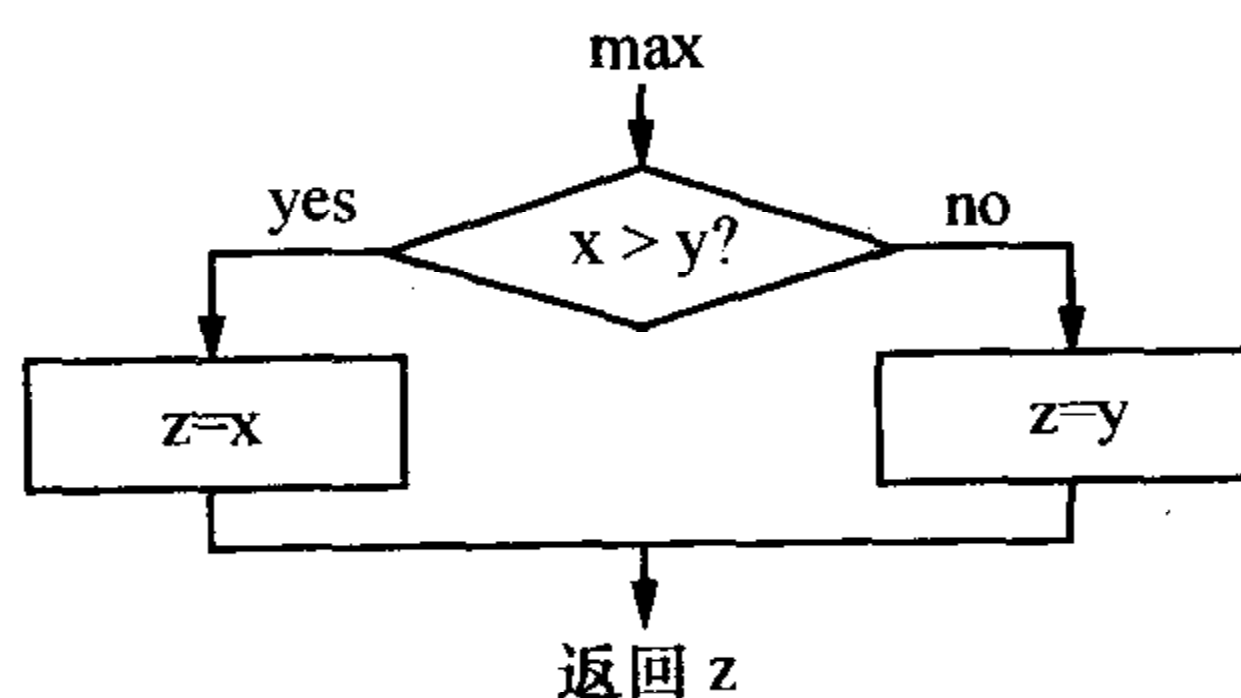 max
yes
no
x > y?
z=x
z=y
返回 z